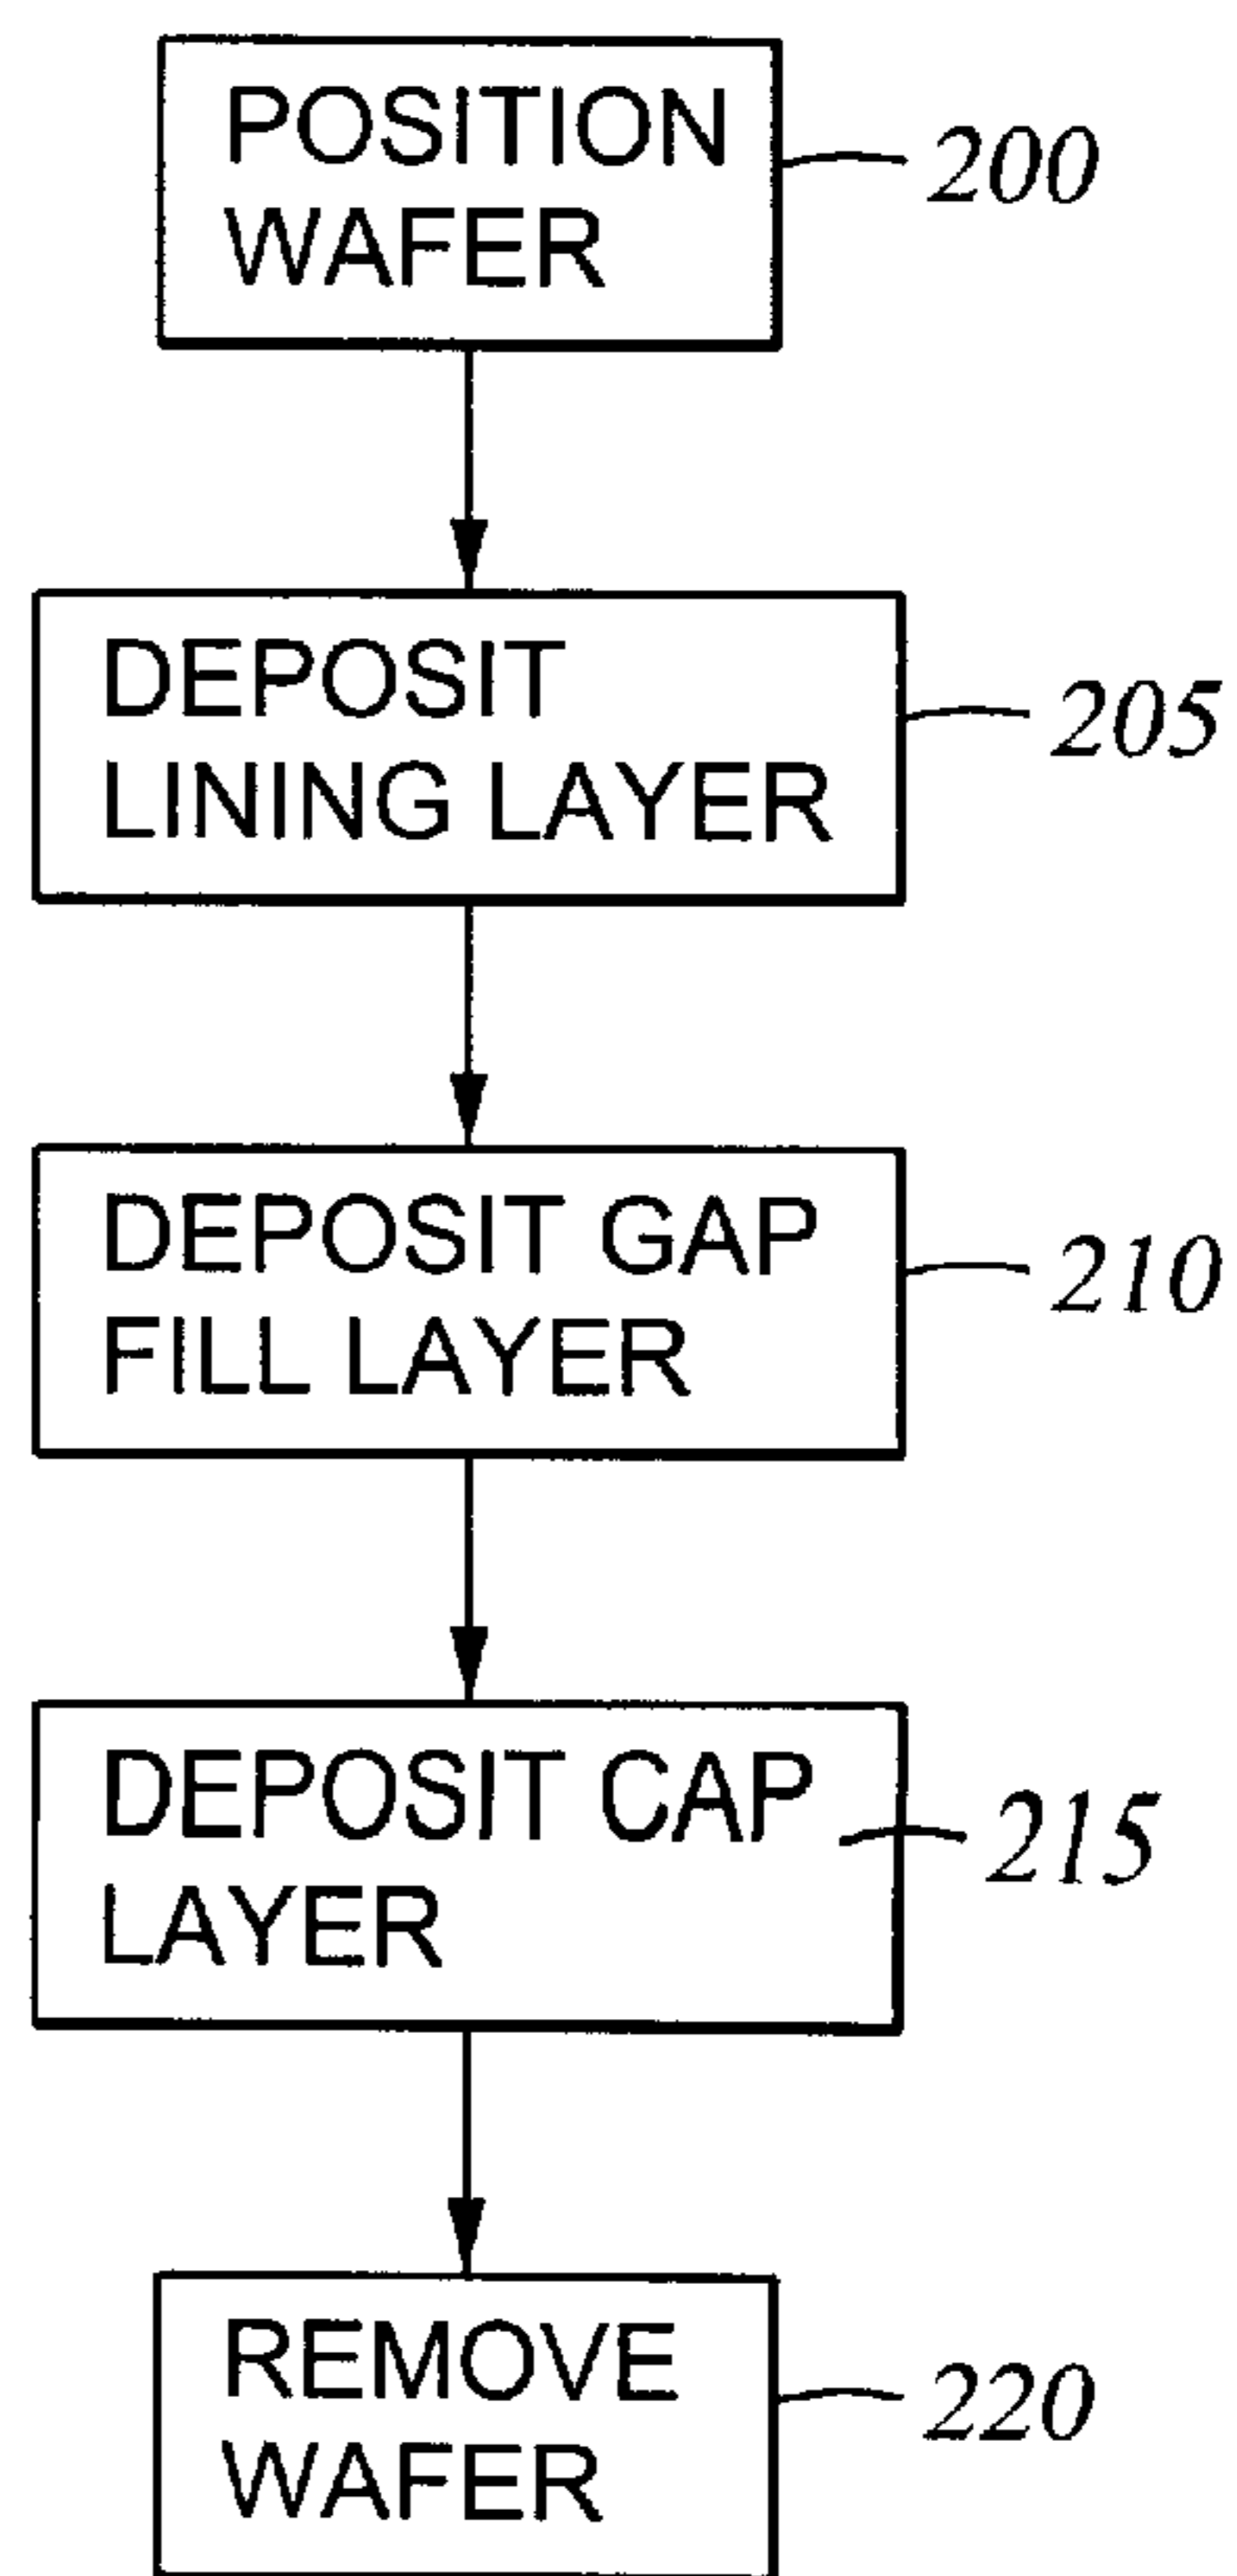 POSITION
WAFER
200
DEPOSIT
LINING LAYER
205
DEPOSIT GAP
FILL LAYER
210
DEPOSIT CAP
LAYER
215
REMOVE
WAFER
220